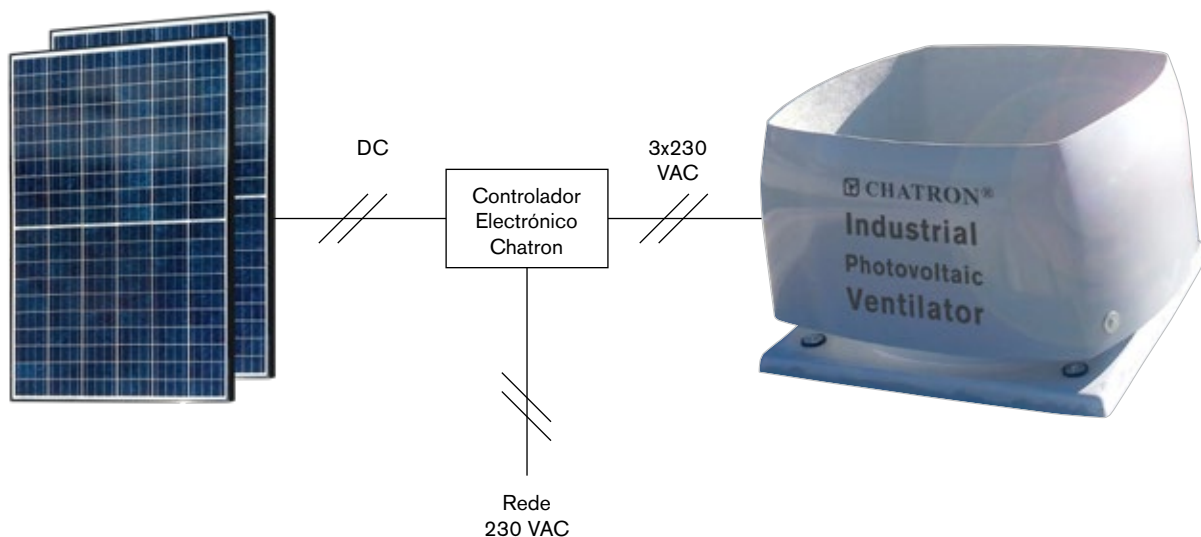 DC
Controlador
Electrónico
Chatron
3x230
VAC
CHATRON®
Industrial
Photovoltaic
Ventilator
Rede
230 VAC